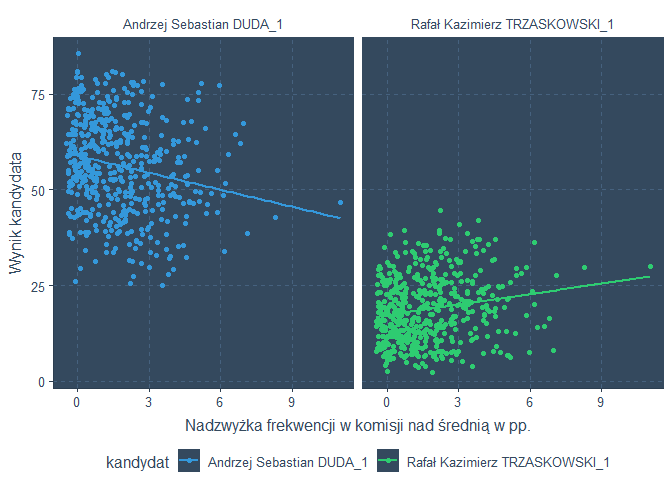 Andrzej Sebastian DUDA_1 Rafał Kazimierz TRZASKOWSKI_1
75
50
25
0
Wynik kandydata
0 3 6 9 0 3 6 9
Nadzwyżka frekwencji w komisji nad średnią w pp.
kandydat Andrzej Sebastian DUDA_1 Rafał Kazimierz TRZASKOWSKI_1